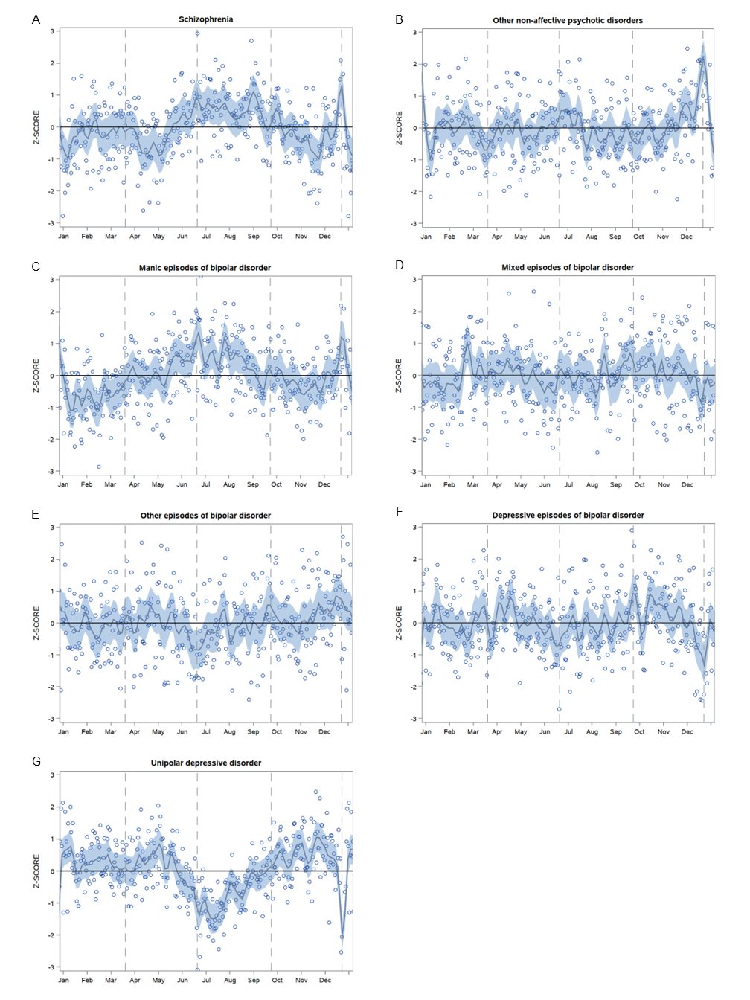 A
Schizophrenia
3
2
1
0
-1
-2
-3
Z-SCORE
Jan Feb Mar Apr May Jun Jul Aug Sep Oct Nov Dec
B
Other non-affective psychotic disorders
3
2
1
0
-1
-2
-3
Z-SCORE
Jan Feb Mar Apr May Jun Jul Aug Sep Oct Nov Dec
C
Manic episodes of bipolar disorder
3
2
1
0
-1
-2
-3
Z-SCORE
Jan Feb Mar Apr May Jun Jul Aug Sep Oct Nov Dec
D
Mixed episodes of bipolar disorder
3
2
1
0
-1
-2
-3
Z-SCORE
Jan Feb Mar Apr May Jun Jul Aug Sep Oct Nov Dec
E
Other episodes of bipolar disorder
3
2
1
0
-1
-2
-3
Z-SCORE
Jan Feb Mar Apr May Jun Jul Aug Sep Oct Nov Dec
F
Depressive episodes of bipolar disorder
3
2
1
0
-1
-2
-3
Z-SCORE
Jan Feb Mar Apr May Jun Jul Aug Sep Oct Nov Dec
G
Unipolar depressive disorder
3
2
1
0
-1
-2
-3
Z-SCORE
Jan Feb Mar Apr May Jun Jul Aug Sep Oct Nov Dec